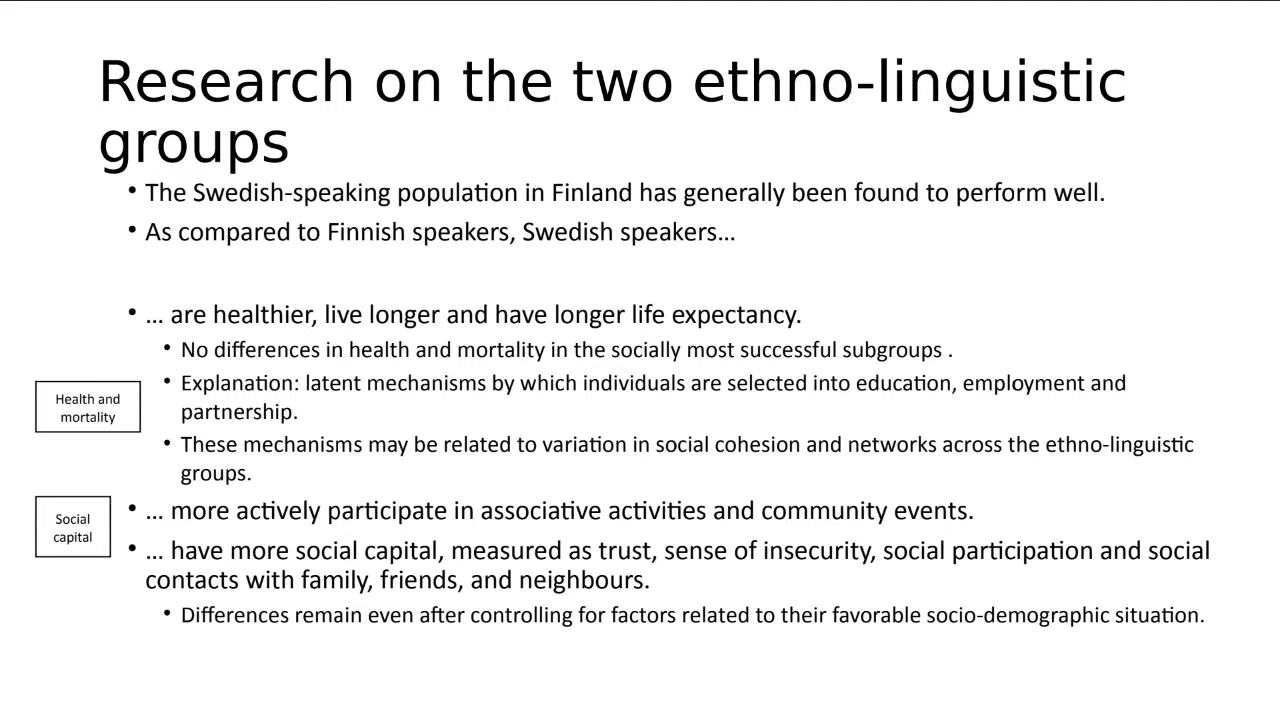 Research on the two ethno-linguistic
groups
• The Swedish-speaking population in Finland has generally been found to perform well.
• As compared to Finnish speakers, Swedish speakers…
• … are healthier, live longer and have longer life expectancy.
• No differences in health and mortality in the socially most successful subgroups .
• Explanation: latent mechanisms by which individuals are selected into education, employment and
partnership.
• These mechanisms may be related to variation in social cohesion and networks across the ethno-linguistic
groups.
Health and
mortality
• … more actively participate in associative activities and community events.
• … have more social capital, measured as trust, sense of insecurity, social participation and social
contacts with family, friends, and neighbours.
• Differences remain even after controlling for factors related to their favorable socio-demographic situation.
Social
capital